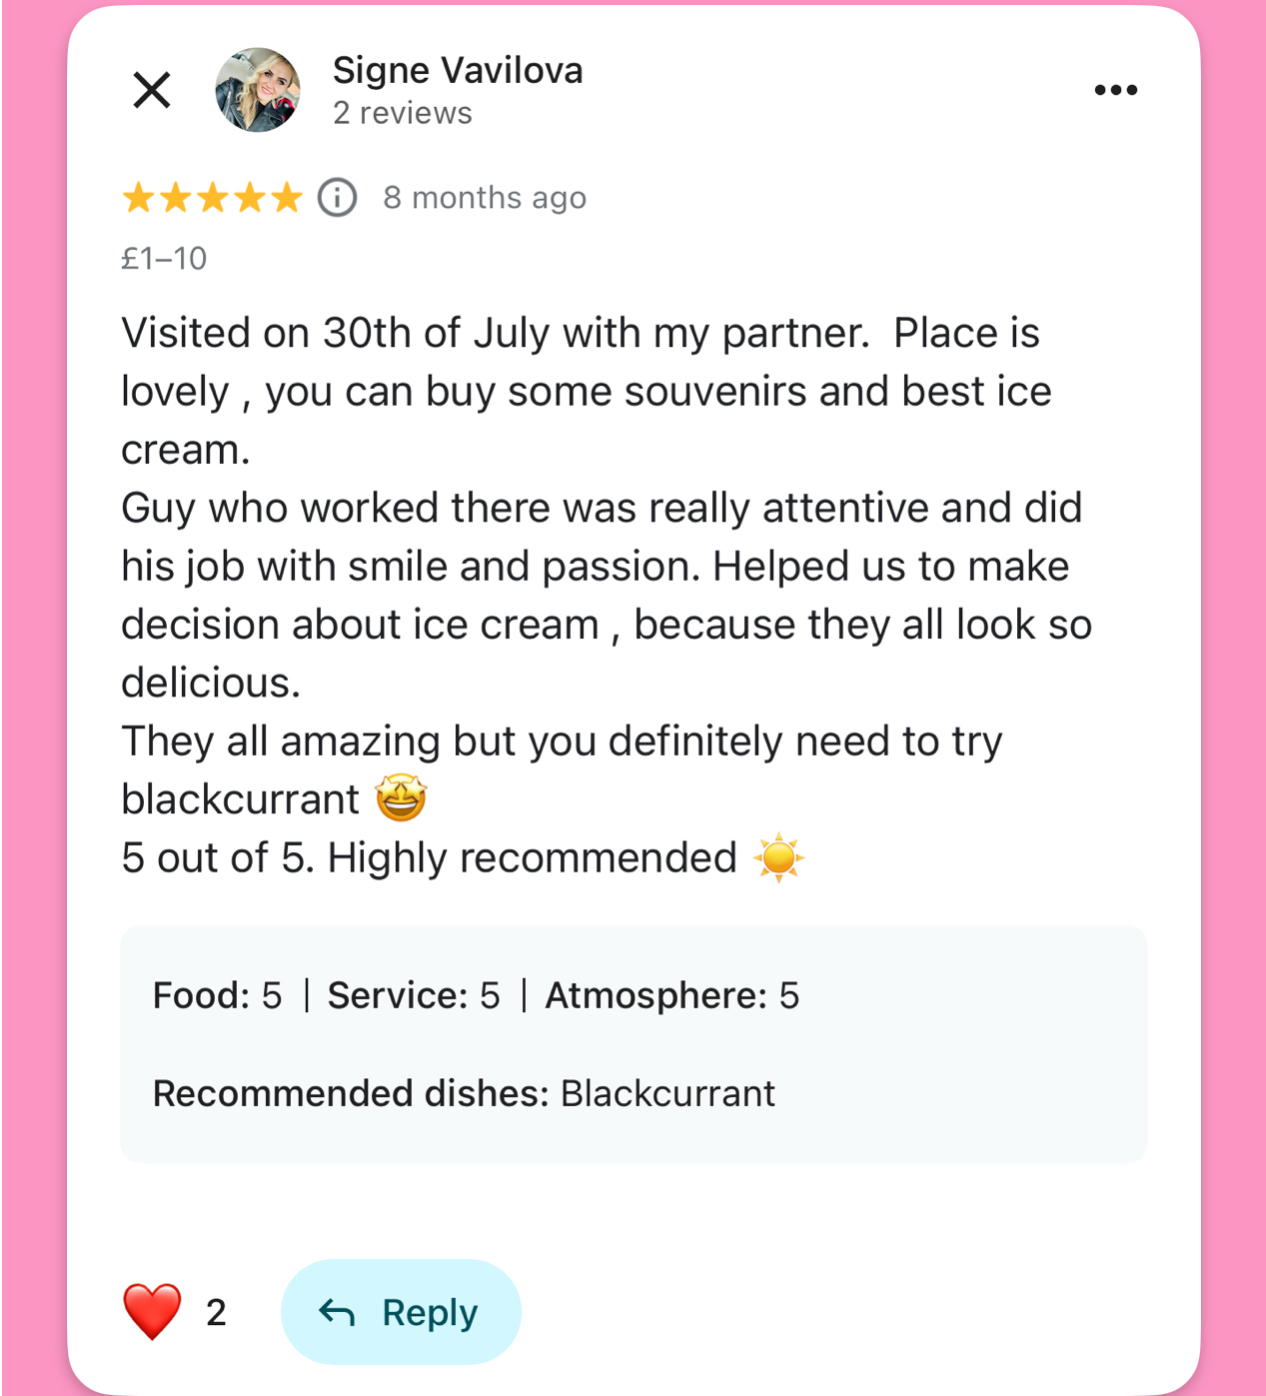 Signe Vavilova
2 reviews
8 months ago
£1–10
Visited on 30th of July with my partner.  Place is
lovely , you can buy some souvenirs and best ice
cream.
Guy who worked there was really attentive and did
his job with smile and passion. Helped us to make
decision about ice cream , because they all look so
delicious.
They all amazing but you definitely need to try
blackcurrant 🤩
5 out of 5. Highly recommended ☀️
Food: 5 | Service: 5 | Atmosphere: 5
Recommended dishes: Blackcurrant
❤️ 2 Reply